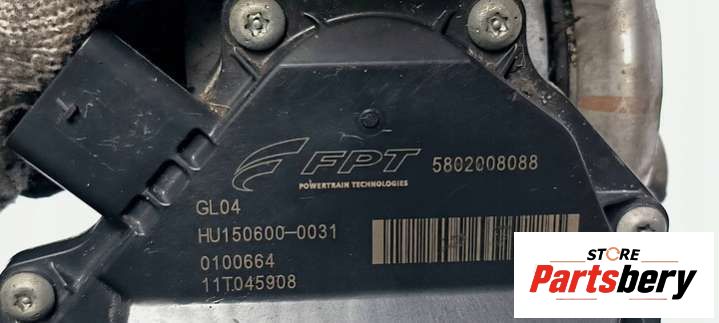 FPT
5802008088
POWERTRAIN TECHNOLOGIES
GL04
HU150600-0031
0100664
11T045908
STORE
Partsbery